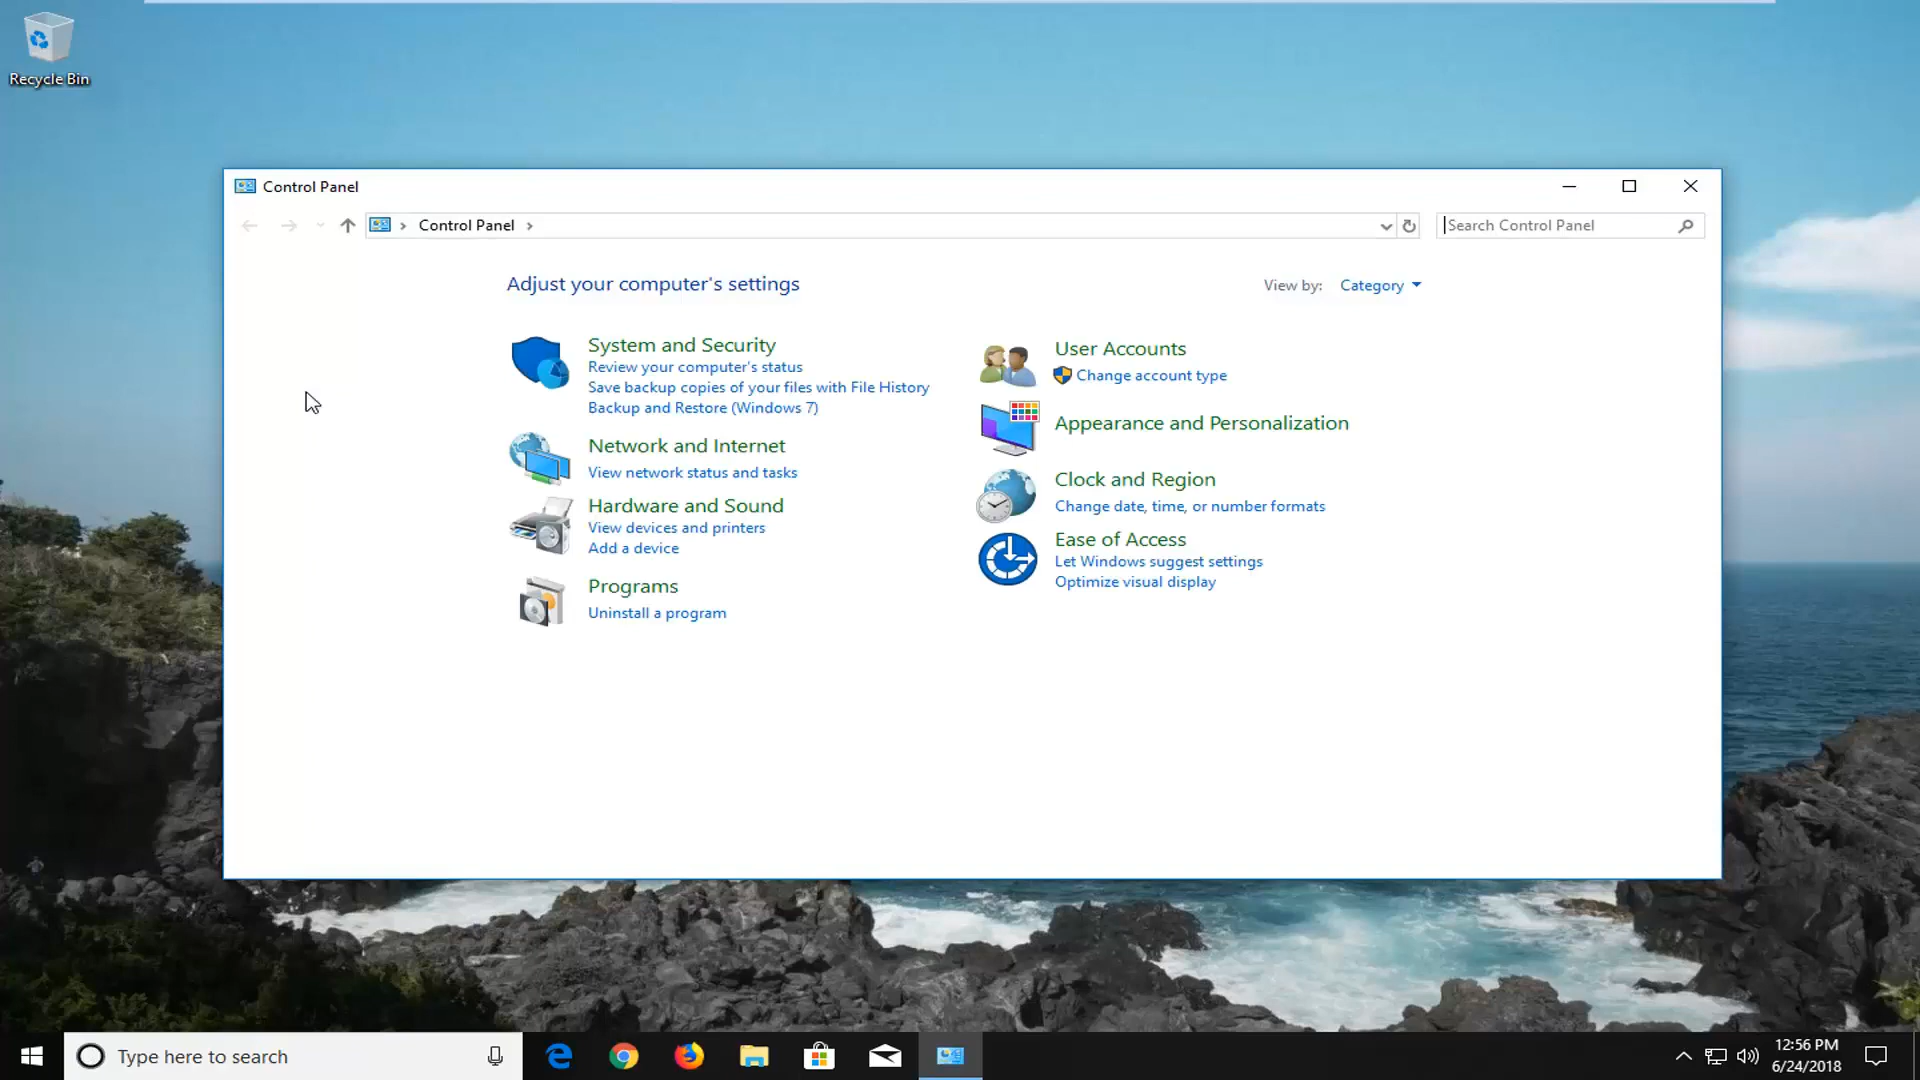 Recycle Bin
Control Panel
Control Panel
Search Control Panel
Adjust your computer's settings
View by: Category
System and Security
Review your computer's status
Save backup copies of your files with File History
Backup and Restore (Windows 7)
Network and Internet
View network status and tasks
Hardware and Sound
View devices and printers
Add a device
Programs
Uninstall a program
User Accounts
Change account type
Appearance and Personalization
Clock and Region
Change date, time, or number formats
Ease of Access
Let Windows suggest settings
Optimize visual display
Type here to search
12:56 PM
6/24/2018